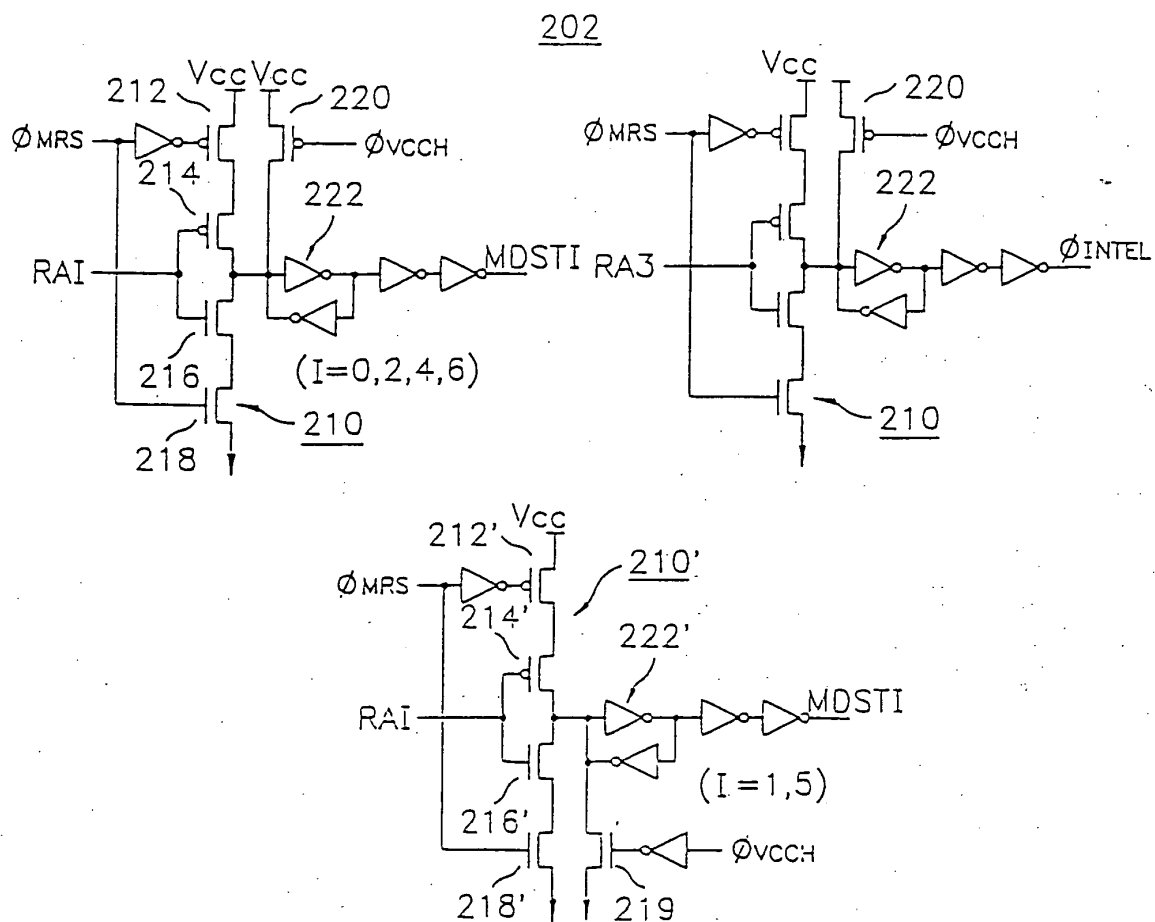 202
Vcc Vcc
212
220
ØMRS
ØVCCH
214
222
RAI
MDSTI
216
(I=0,2,4,6)
218
210
Vcc
220
ØMRS
ØVCCH
222
RA3
ØINTEL
210
Vcc
212'
210'
ØMRS
214'
222'
RAI
MDSTI
216'
(I=1,5)
218'
219
ØVCCH